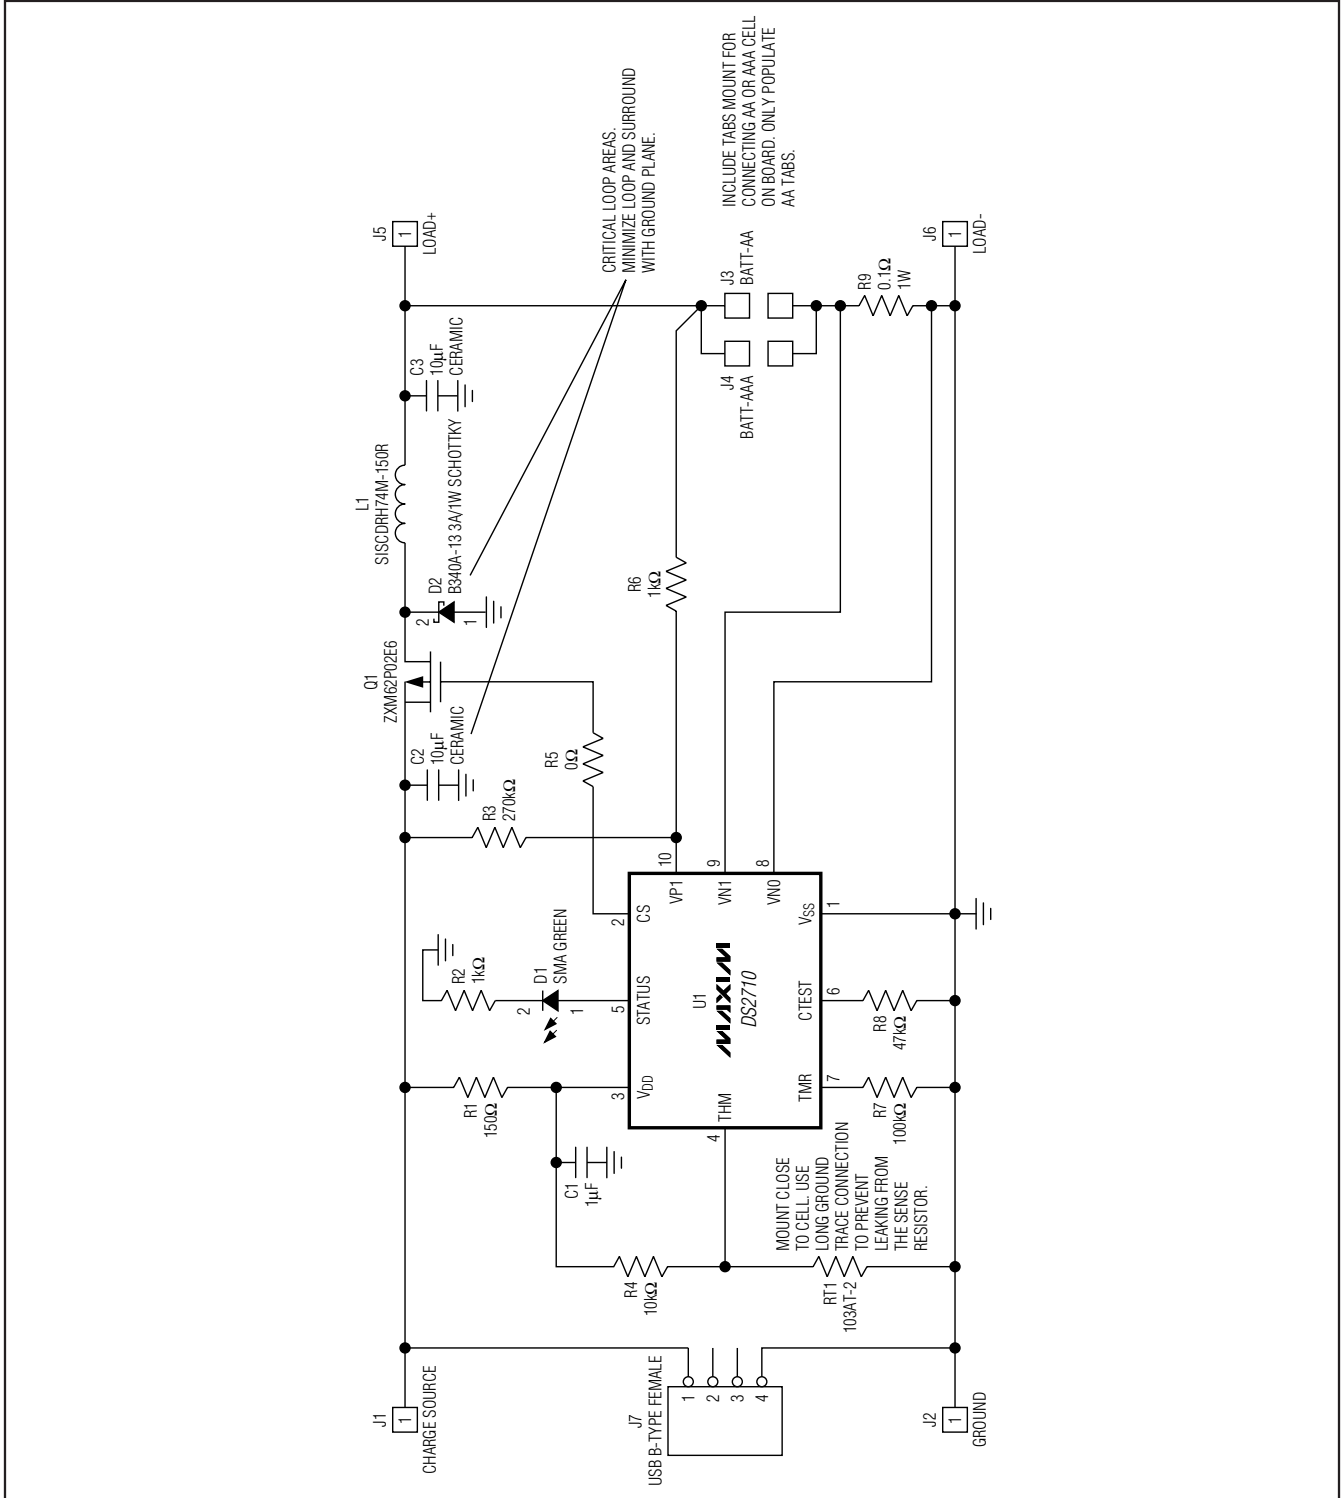 J1
1
CHARGE SOURCE
J7
USB B-TYPE FEMALE
1
2
3
4
J2
1
GROUND
R4
10kΩ
RT1
103AT-2
MOUNT CLOSE
TO CELL. USE
LONG GROUND
TRACE CONNECTION
TO PREVENT
LEAKING FROM
THE SENSE
RESISTOR.
C1
1µF
R1
150Ω
R2
1kΩ
D1
SMA GREEN
2
1
3
VDD
5
STATUS
2
CS
4
THM
U1
MAXIM
DS2710
10
VP1
9
VN1
8
VN0
TMR
7
CTEST
6
VSS
1
R7
100kΩ
R8
47kΩ
R3
270kΩ
C2
10µF
CERAMIC
R5
0Ω
Q1
ZXM62P02E6
D2
B340A-13 3A/1W SCHOTTKY
2
1
L1
SISCDRH74M-150R
R6
1kΩ
C3
10µF
CERAMIC
J4
BATT-AAA
J3
BATT-AA
R9
0.1Ω
1W
J5
1
LOAD+
J6
1
LOAD-
CRITICAL LOOP AREAS.
MINIMIZE LOOP AND SURROUND
WITH GROUND PLANE.
INCLUDE TABS MOUNT FOR
CONNECTING AA OR AAA CELL
ON BOARD. ONLY POPULATE
AA TABS.